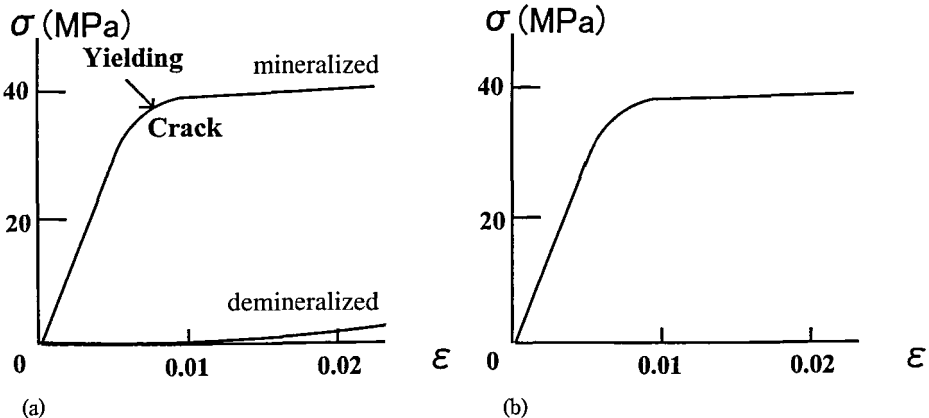 σ (MPa)
Yielding
mineralized
40
Crack
20
demineralized
0
0.01
0.02
ε
(a)
σ (MPa)
40
20
0
0.01
0.02
ε
(b)